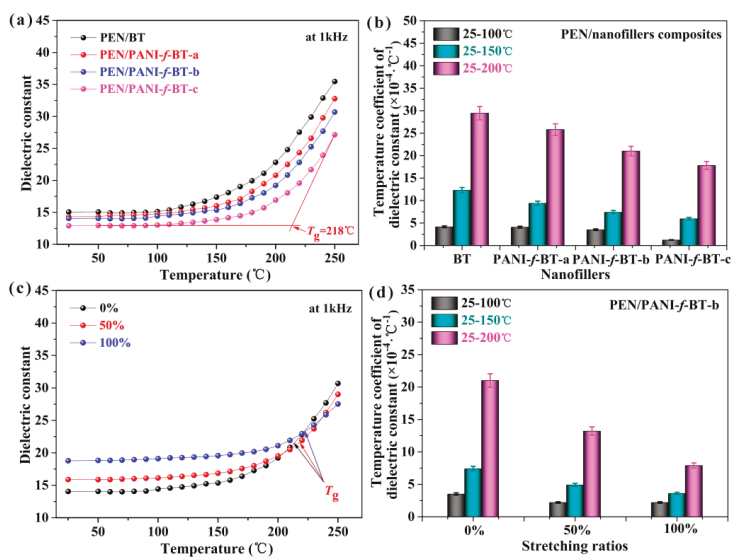 (a)
PEN/BT
at 1kHz
PEN/PANI-f-BT-a
PEN/PANI-f-BT-b
PEN/PANI-f-BT-c
Dielectric constant
45
40
35
30
25
20
15
10
Tg=218℃
50 100 150 200 250
Temperature (℃)
(b)
25-100℃
PEN/nanofillers composites
25-150℃
25-200℃
Temperature coefficient of
dielectric constant (×10-4·℃-1)
50
45
40
35
30
25
20
15
10
5
0
BT PANI-f-BT-a PANI-f-BT-b PANI-f-BT-c
Nanofillers
(c)
0%
at 1kHz
50%
100%
Dielectric constant
45
40
35
30
25
20
15
10
Tg
50 100 150 200 250
Temperature (℃)
(d)
25-100℃
PEN/PANI-f-BT-b
25-150℃
25-200℃
Temperature coefficient of
dielectric constant (×10-4·℃-1)
35
30
25
20
15
10
5
0
0% 50% 100%
Stretching ratios